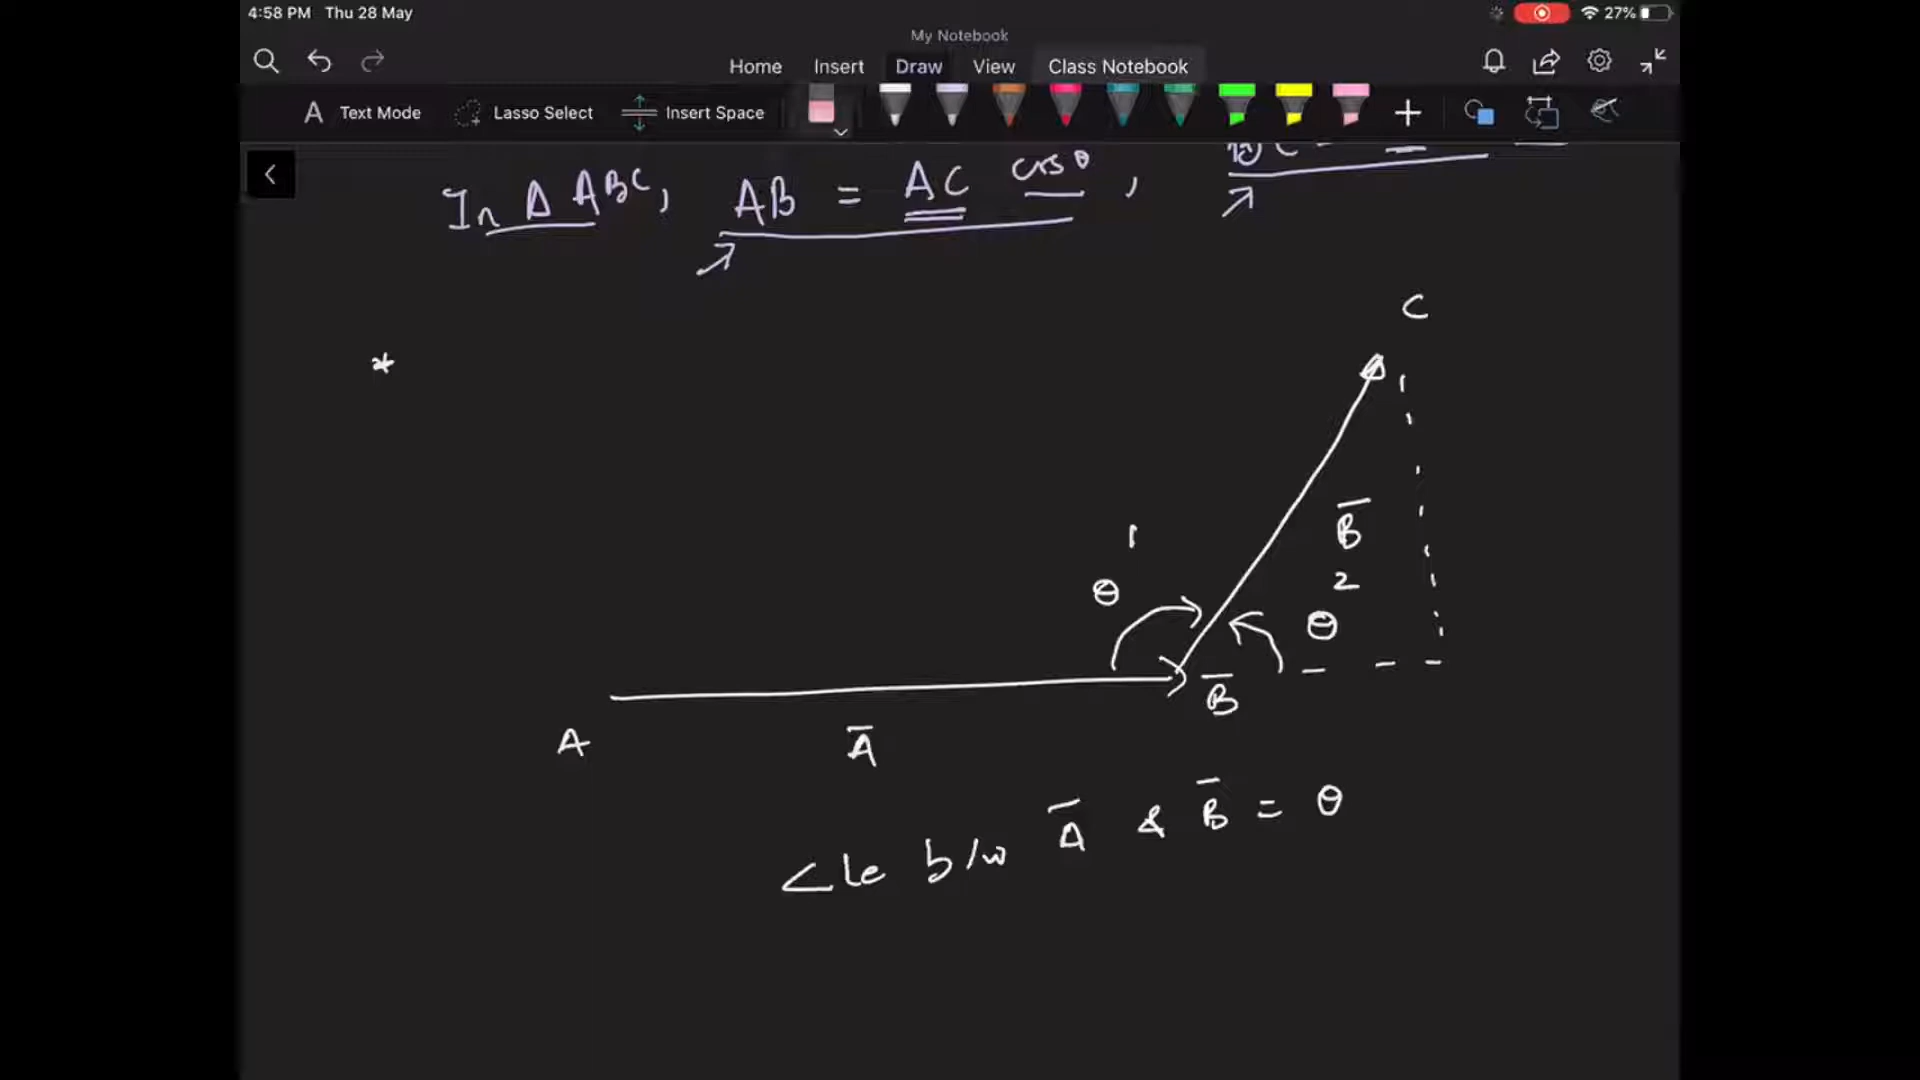 4:58 PM Thu 28 May
27%
My Notebook
Home Insert Draw View Class Notebook
A Text Mode Lasso Select Insert Space
In Δ ABC, AB = AC cos θ ,
C
*
1
B̅
θ
2
θ
B̅
A
A̅
<le b/w A̅ & B̅ = θ